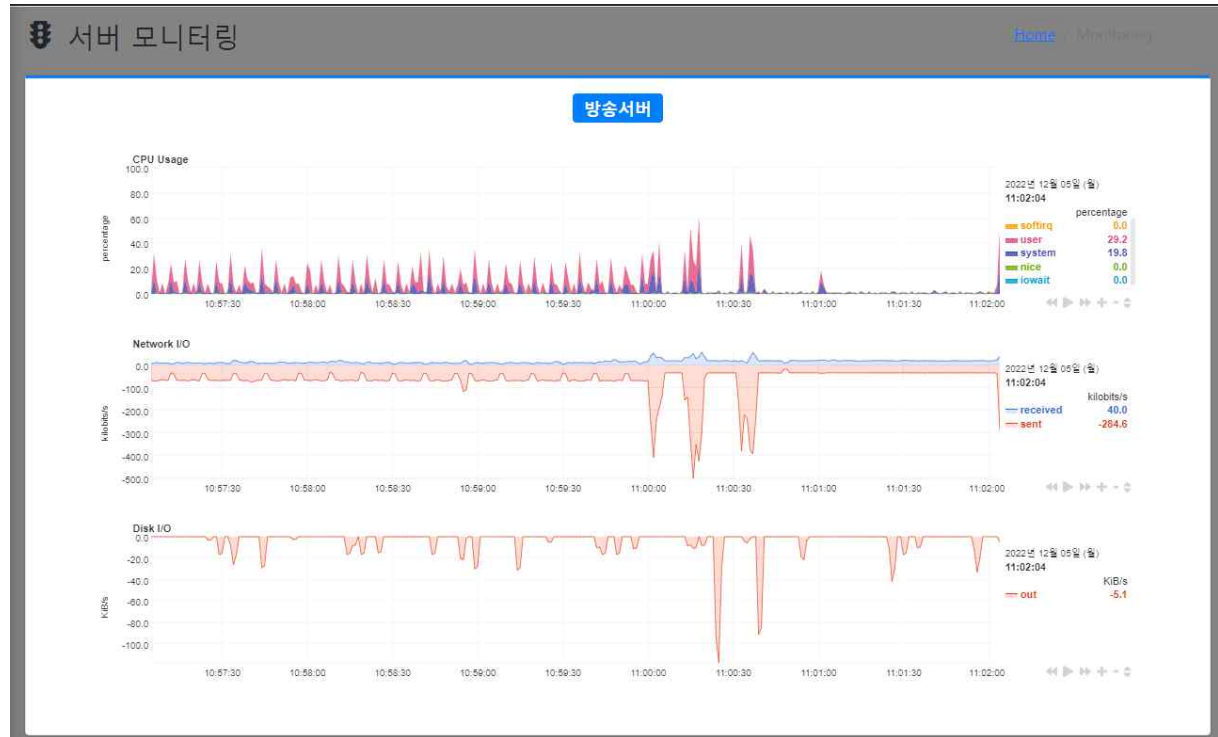 서버 모니터링
Home / Monitoring
방송서버
CPU Usage
100.0
80.0
60.0
40.0
20.0
0.0
percentage
10:57:30 10:58:00 10:58:30 10:59:00 10:59:30 11:00:00 11:00:30 11:01:00 11:01:30 11:02:00
2022년 12월 05일 (월)
11:02:04
percentage
softirq 0.0
user 29.2
system 19.8
nice 0.0
iowait 0.0
Network I/O
0.0
-100.0
-200.0
-300.0
-400.0
-500.0
kilobits/s
10:57:30 10:58:00 10:58:30 10:59:00 10:59:30 11:00:00 11:00:30 11:01:00 11:01:30 11:02:00
2022년 12월 05일 (월)
11:02:04
kilobits/s
received 40.0
sent -284.6
Disk I/O
0.0
-20.0
-40.0
-60.0
-80.0
-100.0
KiB/s
10:57:30 10:58:00 10:58:30 10:59:00 10:59:30 11:00:00 11:00:30 11:01:00 11:01:30 11:02:00
2022년 12월 05일 (월)
11:02:04
KiB/s
out -5.1